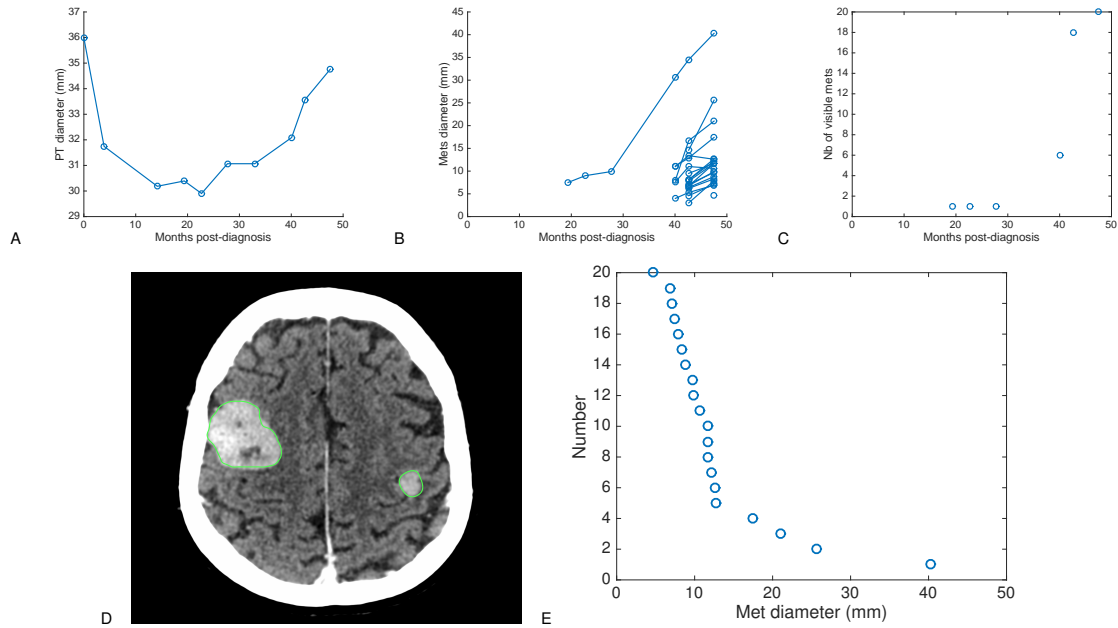 37
36
35
34
33
32
31
30
29
PT diameter (mm)
0 10 20 30 40 50
Months post-diagnosis
A
45
40
35
30
25
20
15
10
5
0
Mets diameter (mm)
0 10 20 30 40 50
Months post-diagnosis
B
20
18
16
14
12
10
8
6
4
2
0
Nb of visible mets
0 10 20 30 40 50
Months post-diagnosis
C
D
20
18
16
14
12
10
8
6
4
2
0
Number
0 10 20 30 40 50
Met diameter (mm)
E